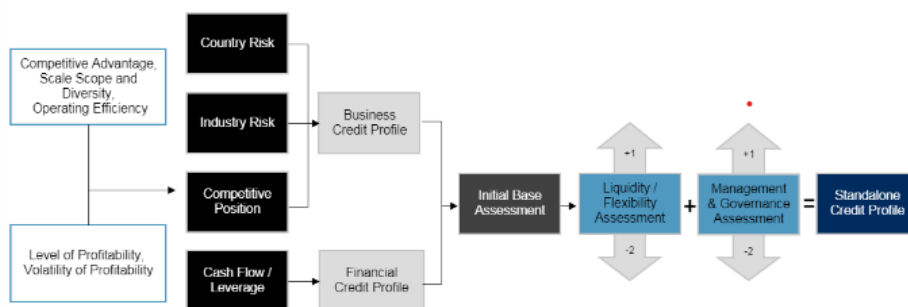 Competitive Advantage,
Scale Scope and
Diversity,
Operating Efficiency
Level of Profitability,
Volatility of Profitability
Country Risk
Industry Risk
Competitive
Position
Cash Flow /
Leverage
Business
Credit Profile
Financial
Credit Profile
Initial Base
Assessment
+1
Liquidity /
Flexibility
Assessment
-2
+
+1
Management
& Governance
Assessment
-2
=
Standalone
Credit Profile